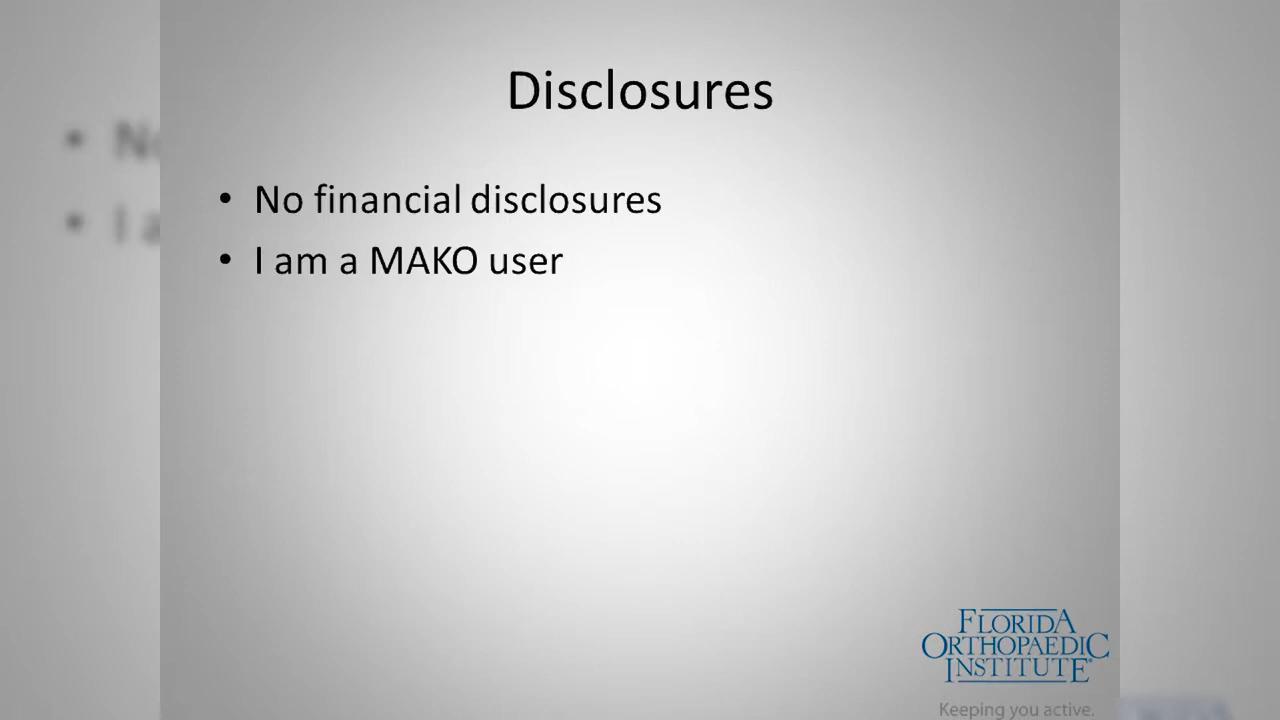 Disclosures
• No financial disclosures
• I am a MAKO user
FLORIDA
ORTHOPAEDIC
INSTITUTE®
Keeping you active.